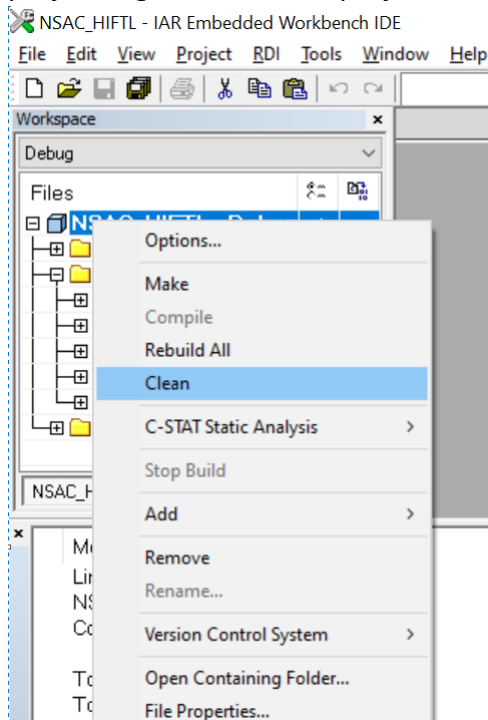 NSAC_HIFTL - IAR Embedded Workbench IDE
File Edit View Project RDI Tools Window Help
Workspace
Debug
Files
Options...
Make
Compile
Rebuild All
Clean
C-STAT Static Analysis
Stop Build
NSAC_H
Add
Remove
Rename...
Version Control System
Open Containing Folder...
File Properties...